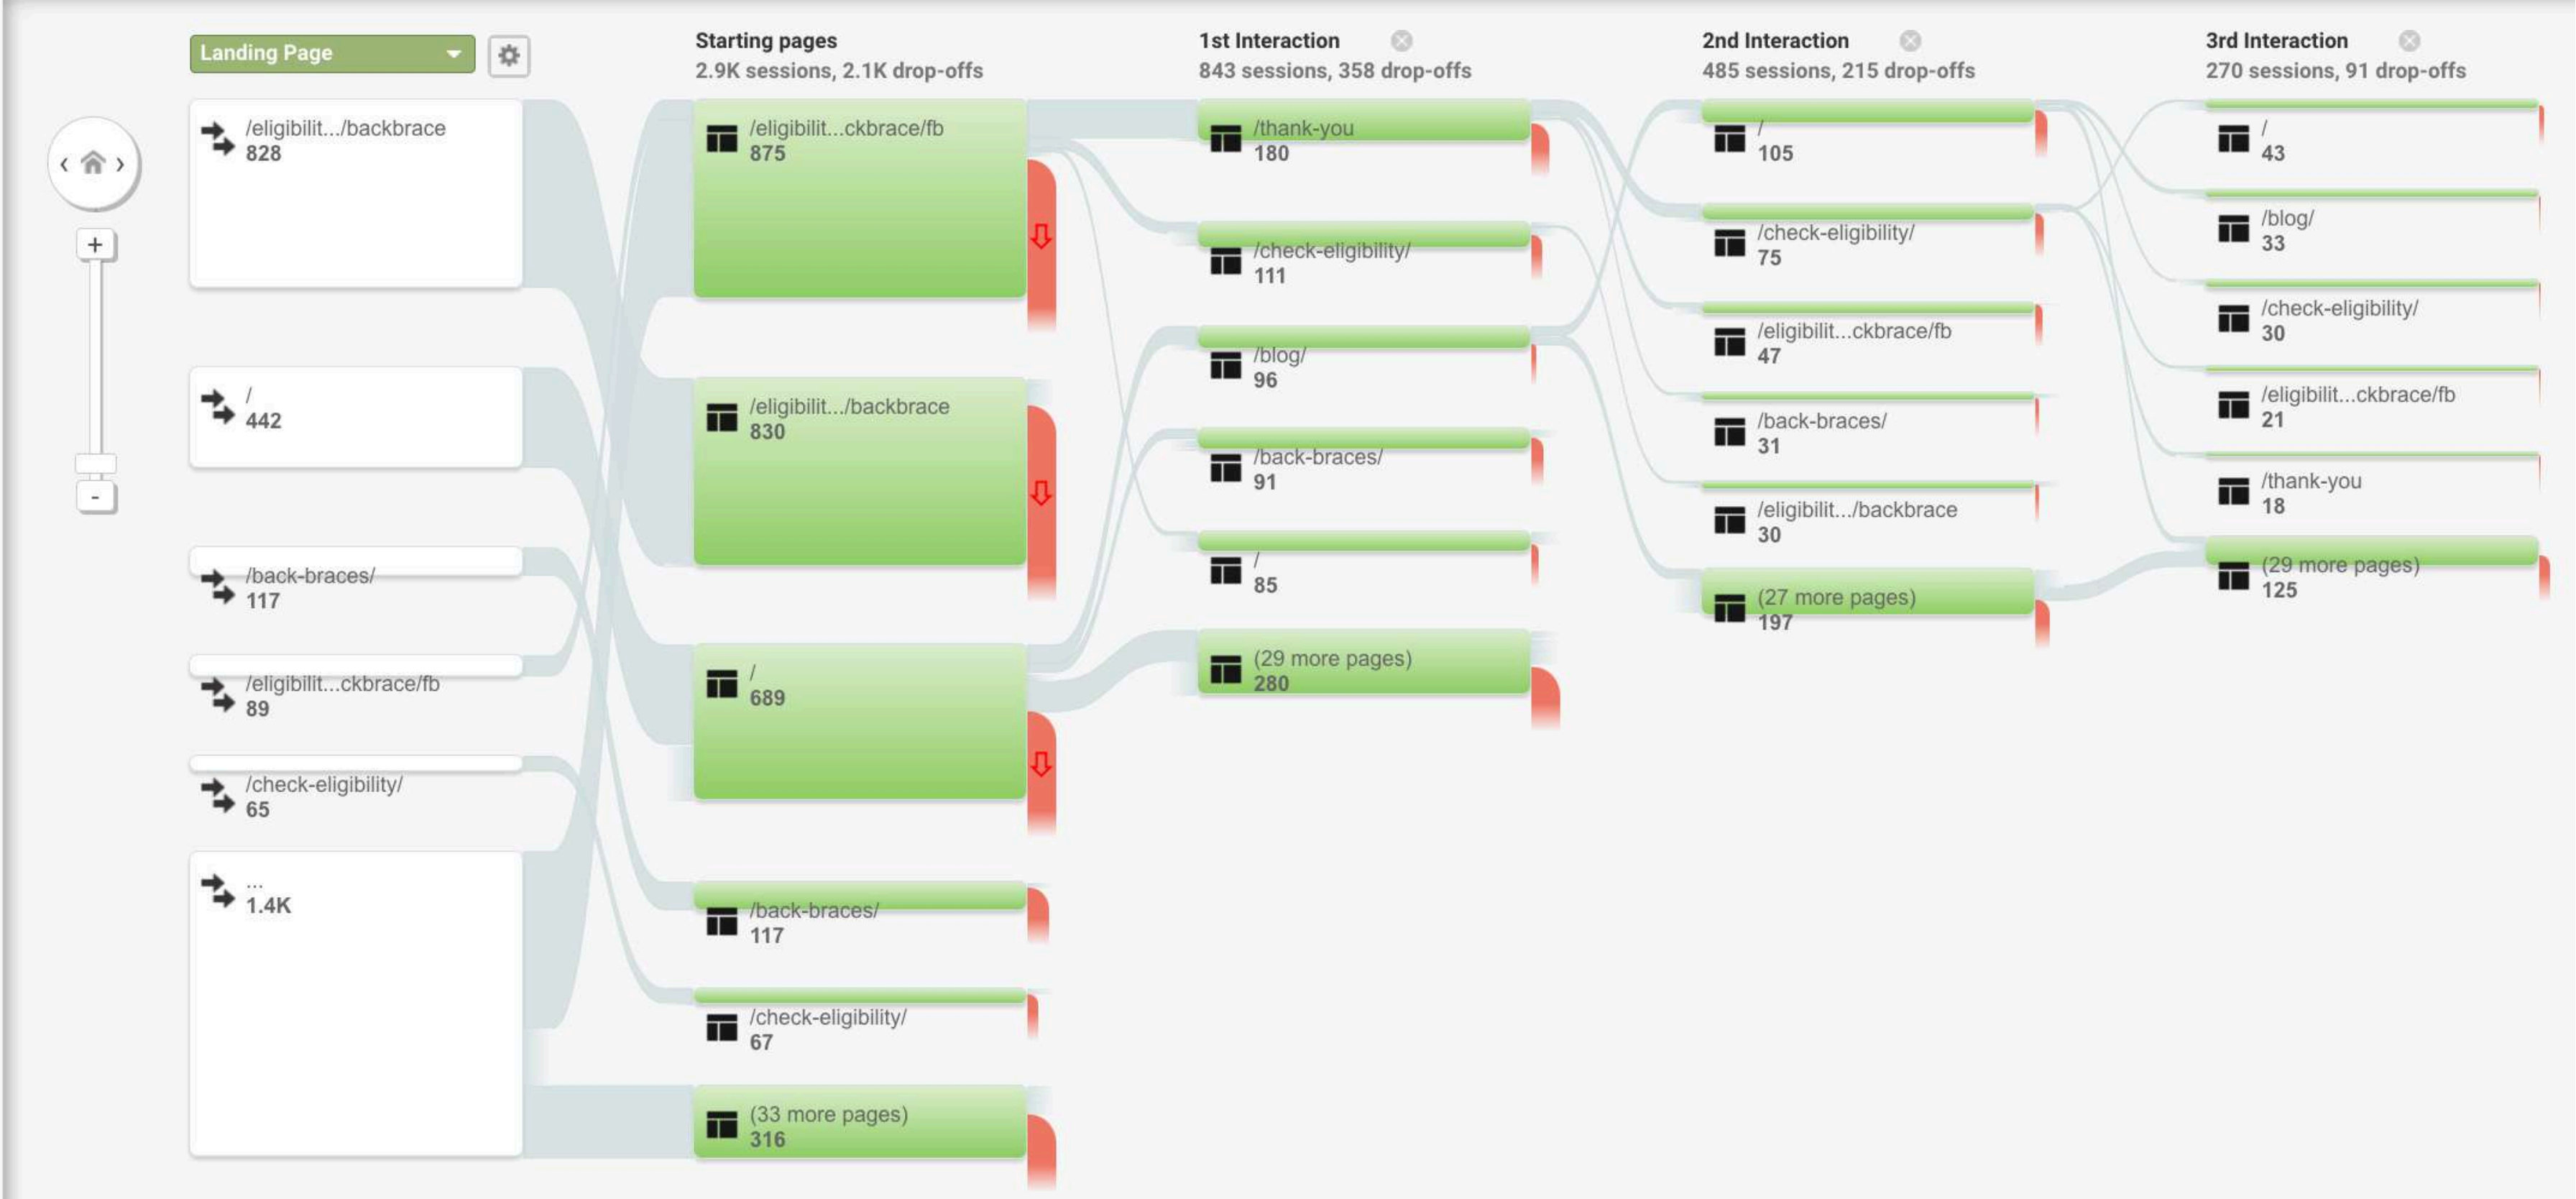 Landing Page
/eligibilit.../backbrace
828
/
442
/back-braces/
117
/eligibilit...ckbrace/fb
89
/check-eligibility/
65
...
1.4K
+
-
Starting pages
2.9K sessions, 2.1K drop-offs
/eligibilit...ckbrace/fb
875
/eligibilit.../backbrace
830
/
689
/back-braces/
117
/check-eligibility/
67
(33 more pages)
316
1st Interaction
843 sessions, 358 drop-offs
/thank-you
180
/check-eligibility/
111
/blog/
96
/back-braces/
91
/
85
(29 more pages)
280
2nd Interaction
485 sessions, 215 drop-offs
/
105
/check-eligibility/
75
/eligibilit...ckbrace/fb
47
/back-braces/
31
/eligibilit.../backbrace
30
(27 more pages)
197
3rd Interaction
270 sessions, 91 drop-offs
/
43
/blog/
33
/check-eligibility/
30
/eligibilit...ckbrace/fb
21
/thank-you
18
(29 more pages)
125